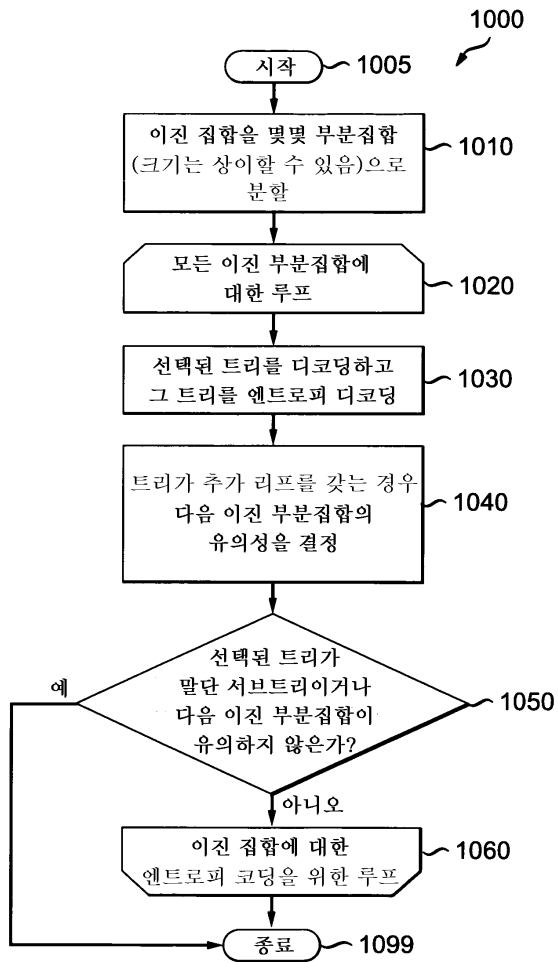 1000
시작
1005
이진 집합을 몇몇 부분집합
(크기는 상이할 수 있음)으로
분할
1010
모든 이진 부분집합에
대한 루프
1020
선택된 트리를 디코딩하고
그 트리를 엔트로피 디코딩
1030
트리가 추가 리프를 갖는 경우
다음 이진 부분집합의
유의성을 결정
1040
선택된 트리가
말단 서브트리이거나
다음 이진 부분집합이
유의하지 않은가?
1050
예
아니오
이진 집합에 대한
엔트로피 코딩을 위한 루프
1060
종료
1099